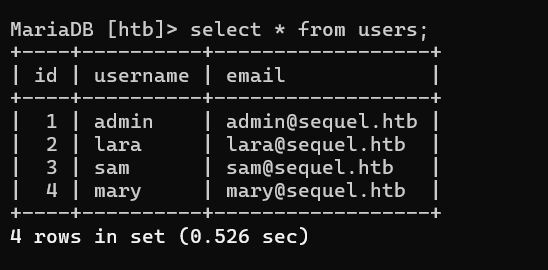 MariaDB [htb]> select * from users;
+----+----------+------------------+
| id | username | email            |
+----+----------+------------------+
|  1 | admin    | admin@sequel.htb |
|  2 | lara     | lara@sequel.htb  |
|  3 | sam      | sam@sequel.htb   |
|  4 | mary     | mary@sequel.htb  |
+----+----------+------------------+
4 rows in set (0.526 sec)